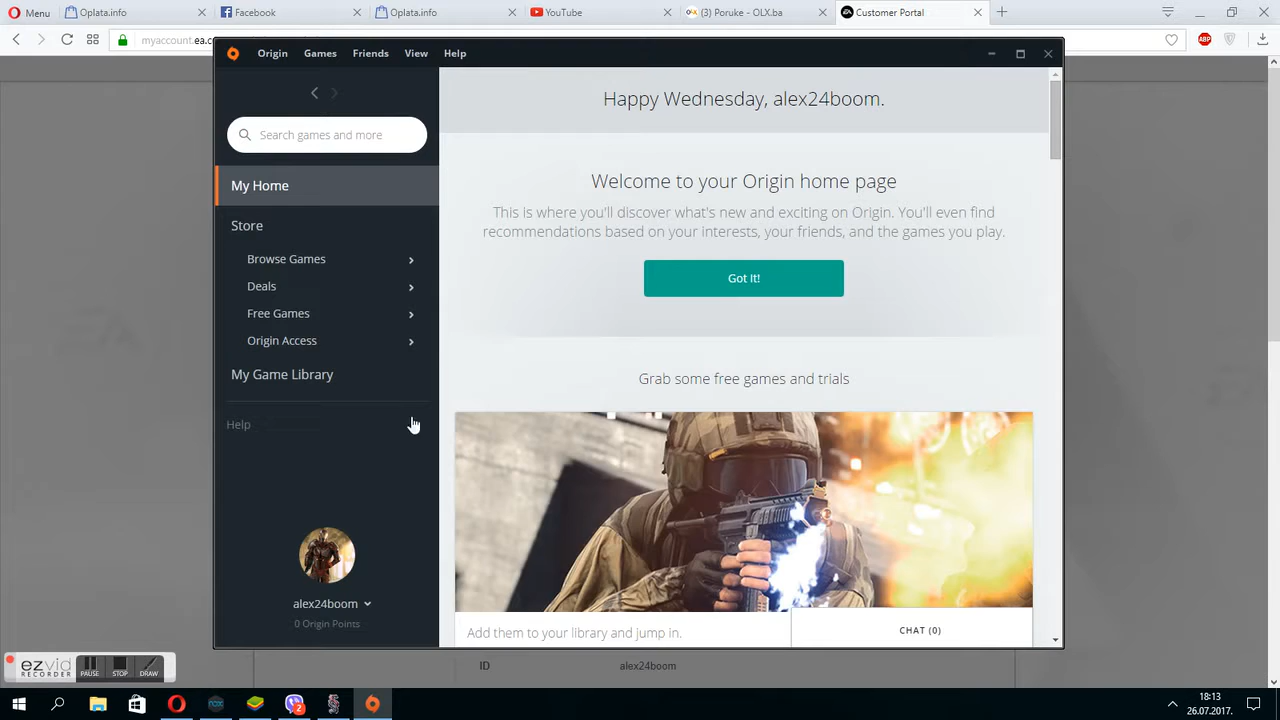 Menu
Oplata.info
Facebook
Oplata.info
YouTube
(3) Poruke - OLX.ba
Customer Portal
myaccount.ea.c
ABP
Origin Games Friends View Help
Search games and more
My Home
Store
Browse Games
Deals
Free Games
Origin Access
My Game Library
Help
alex24boom
0 Origin Points
Happy Wednesday, alex24boom.
Welcome to your Origin home page
This is where you'll discover what's new and exciting on Origin. You'll even find
recommendations based on your interests, your friends, and the games you play.
Got It!
Grab some free games and trials
Add them to your library and jump in.
CHAT (0)
ID alex24boom
ezvid
RECORDER
PAUSE STOP DRAW
2
18:13
26.07.2017.